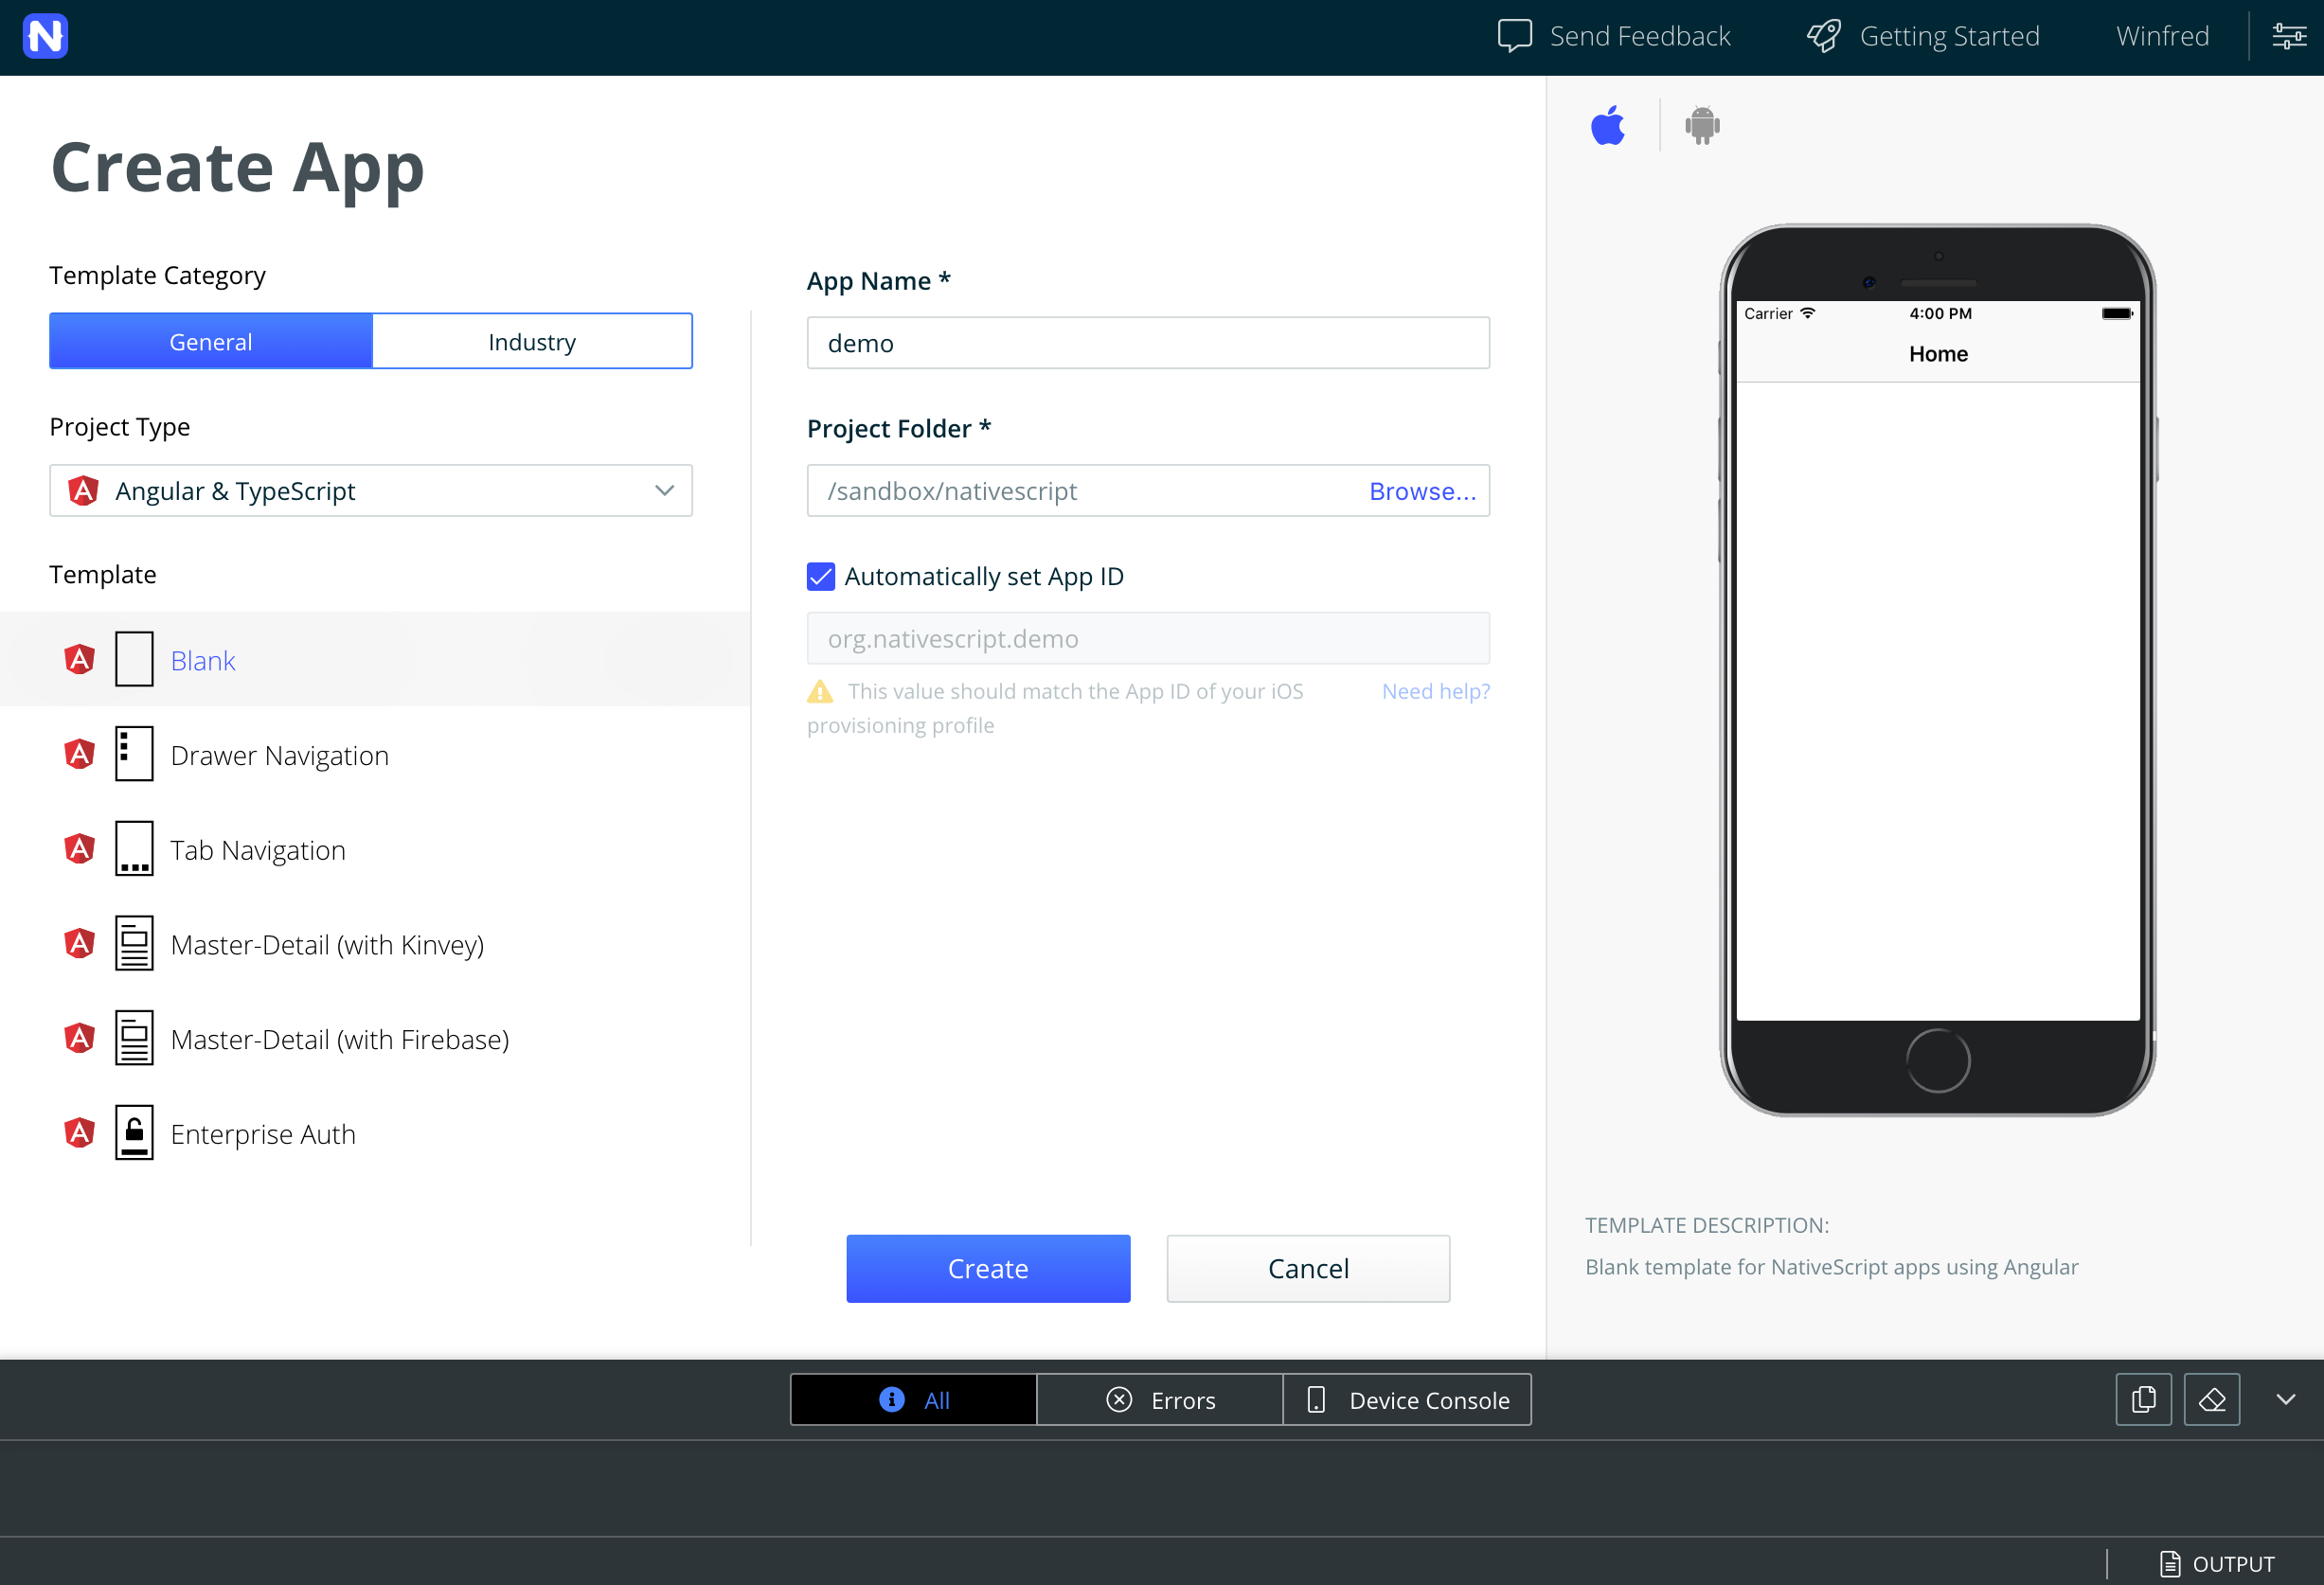 N
Send Feedback
Getting Started
Winfred
Create App
Template Category
General
Industry
Project Type
Angular & TypeScript
Template
Blank
Drawer Navigation
Tab Navigation
Master-Detail (with Kinvey)
Master-Detail (with Firebase)
Enterprise Auth
App Name *
demo
Project Folder *
/sandbox/nativescript
Browse...
Automatically set App ID
org.nativescript.demo
This value should match the App ID of your iOS
provisioning profile
Need help?
Create
Cancel
Carrier
4:00 PM
Home
TEMPLATE DESCRIPTION:
Blank template for NativeScript apps using Angular
All
Errors
Device Console
OUTPUT